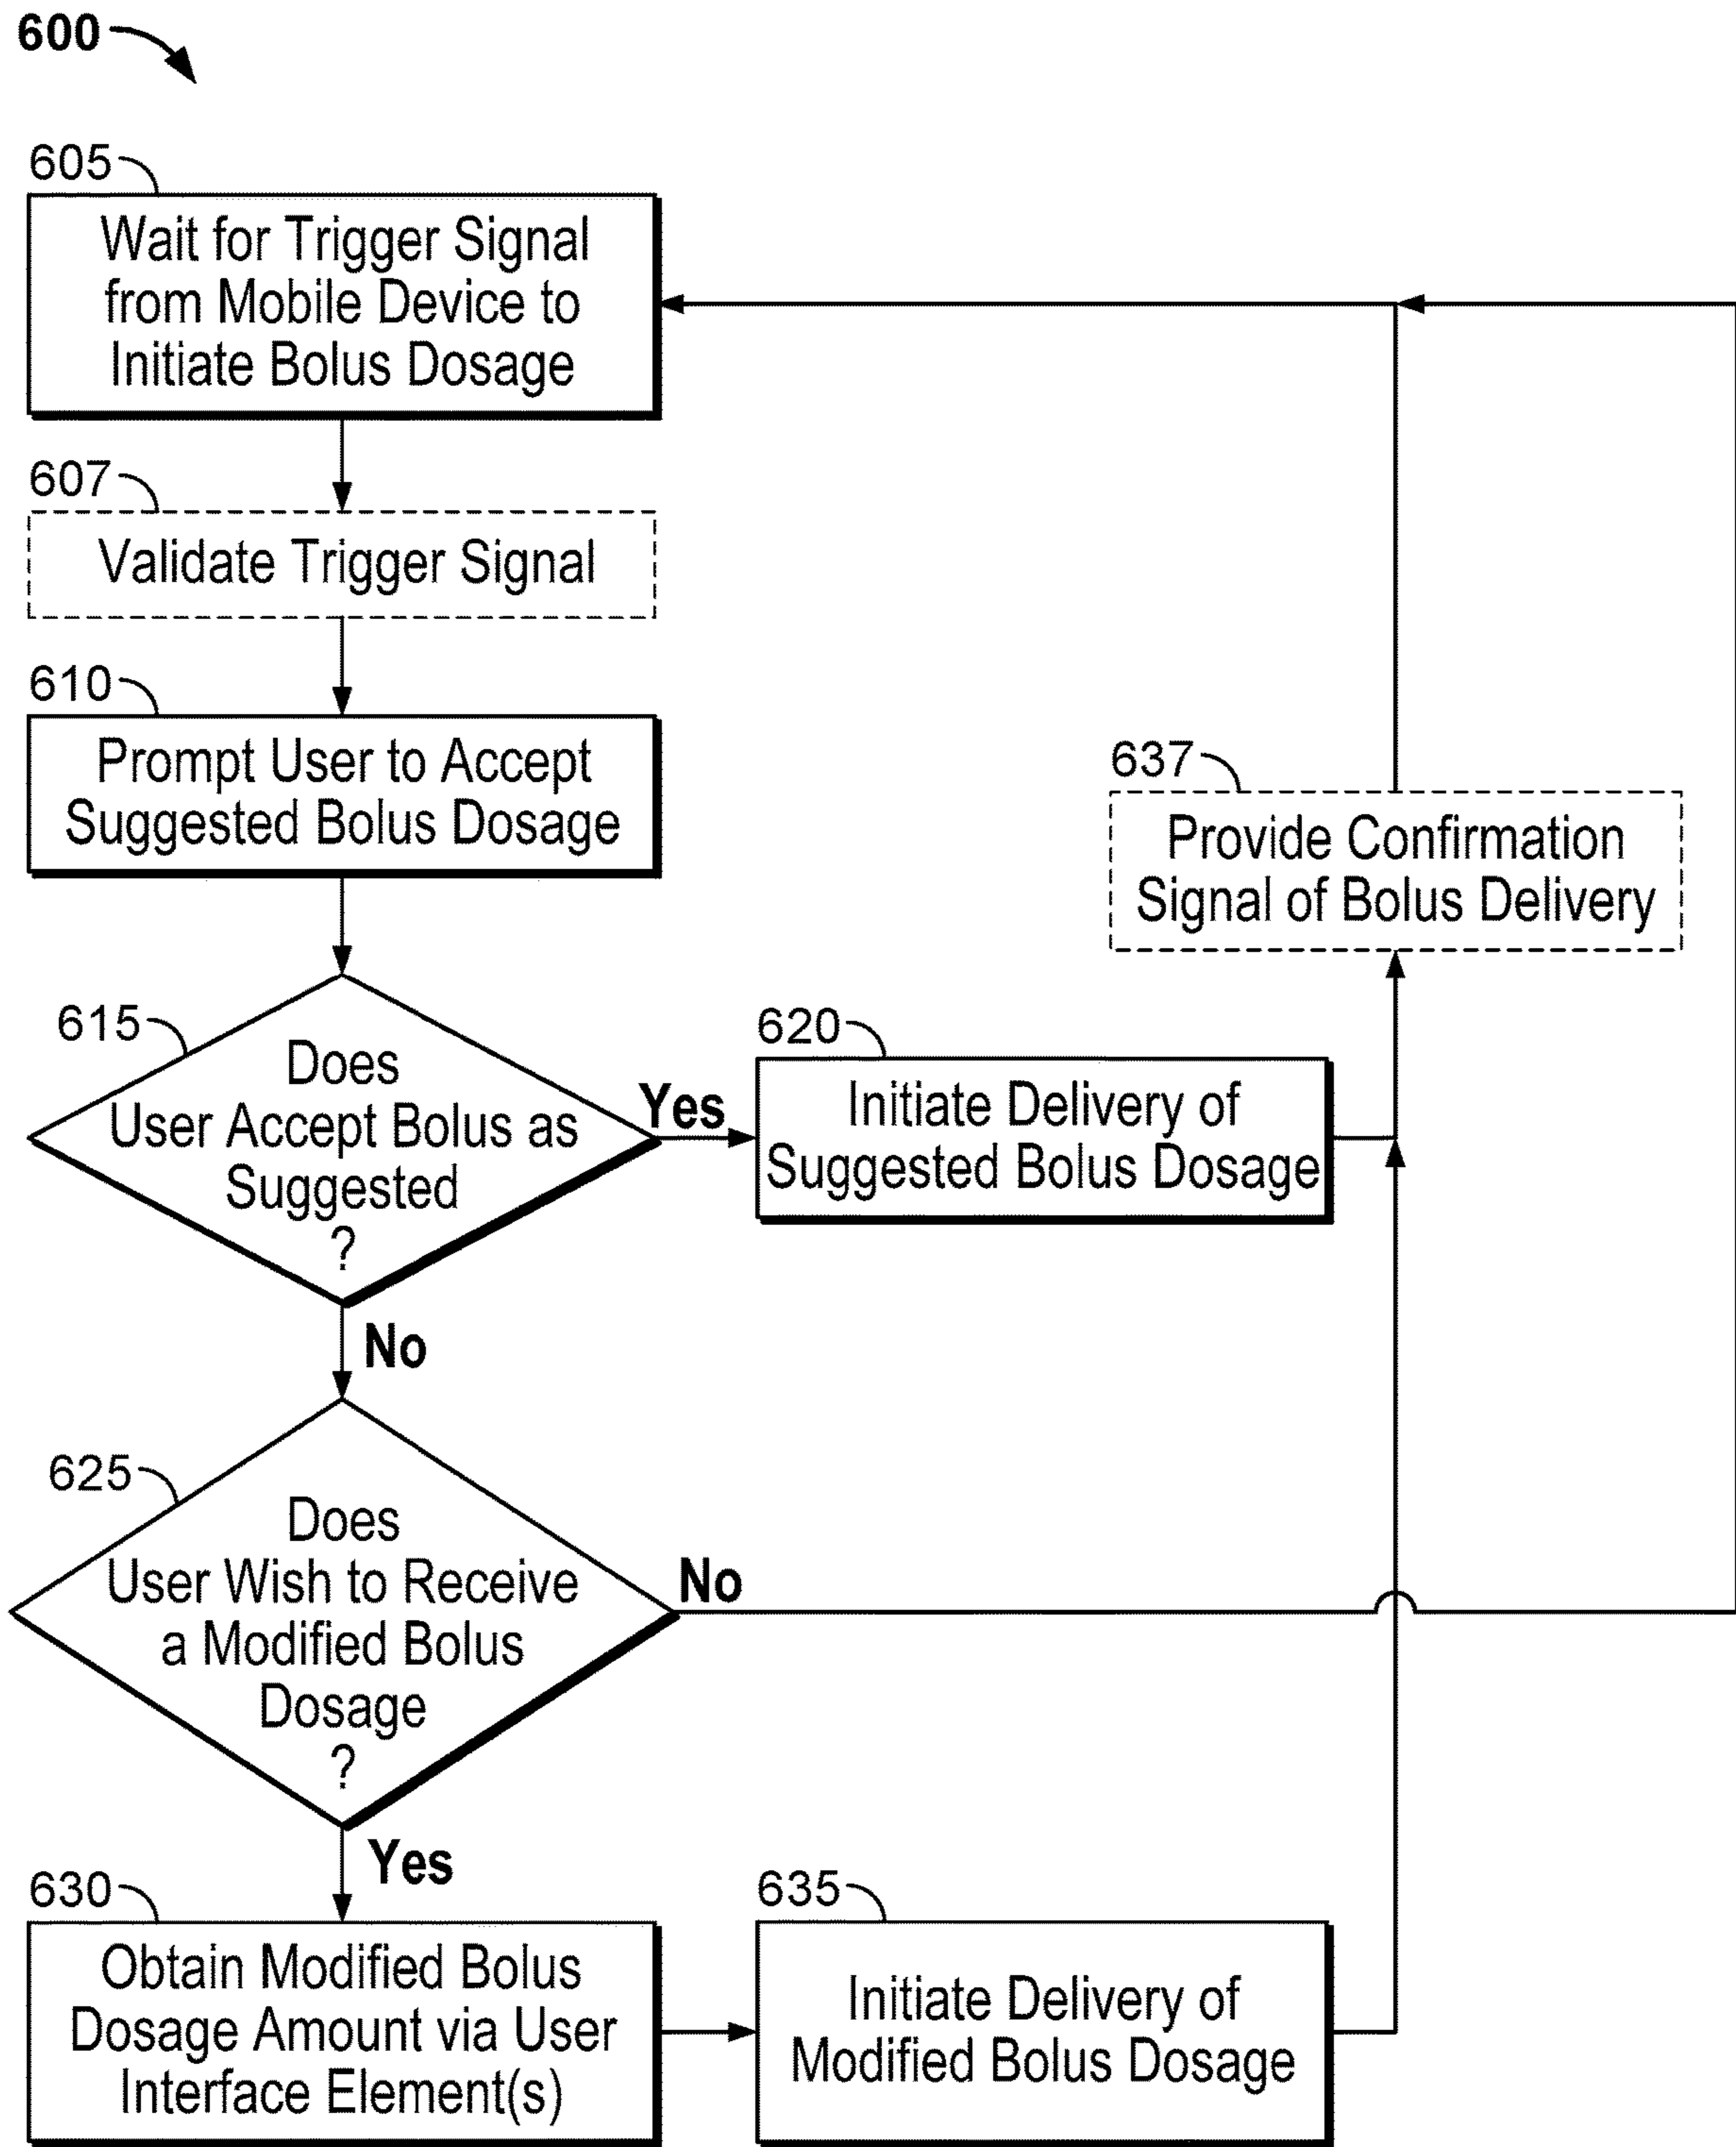 600
605
Wait for Trigger Signal
from Mobile Device to
Initiate Bolus Dosage
607
Validate Trigger Signal
610
Prompt User to Accept
Suggested Bolus Dosage
637
Provide Confirmation
Signal of Bolus Delivery
615
Does
User Accept Bolus as
Suggested
?
Yes
620
Initiate Delivery of
Suggested Bolus Dosage
No
625
Does
User Wish to Receive
a Modified Bolus
Dosage
?
No
Yes
630
Obtain Modified Bolus
Dosage Amount via User
Interface Element(s)
635
Initiate Delivery of
Modified Bolus Dosage